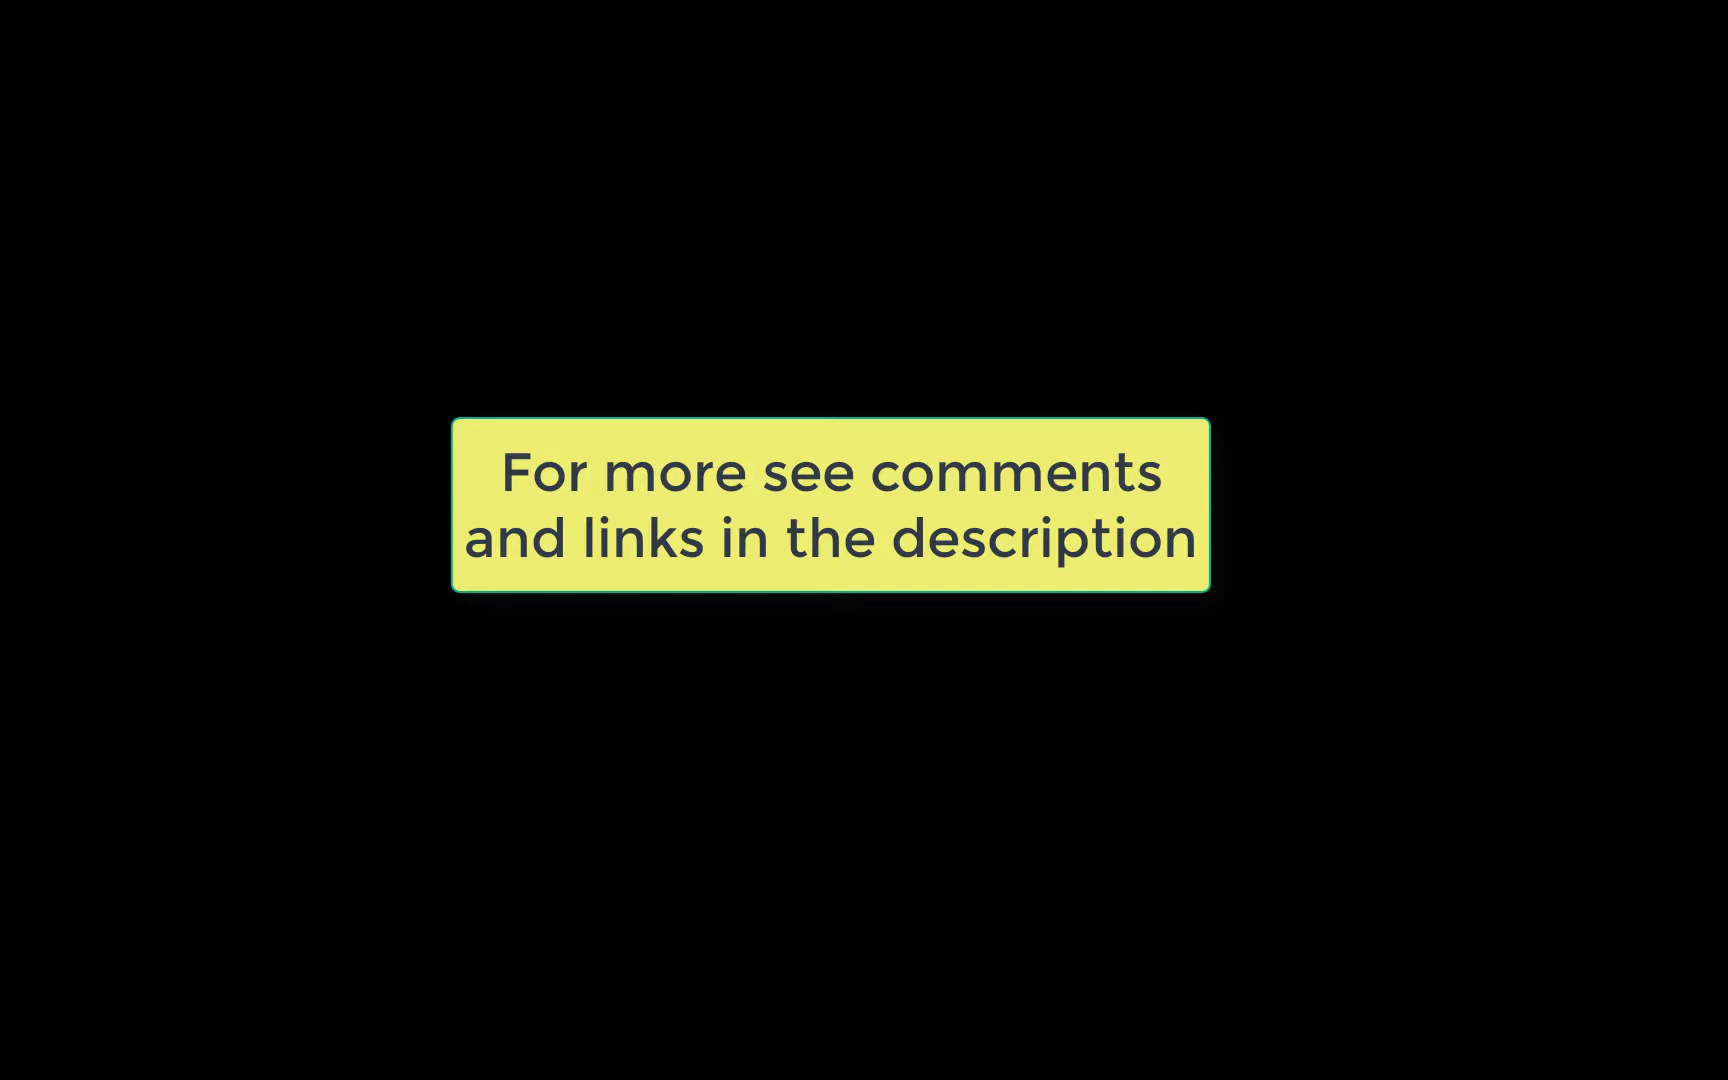 For more see comments
and links in the description